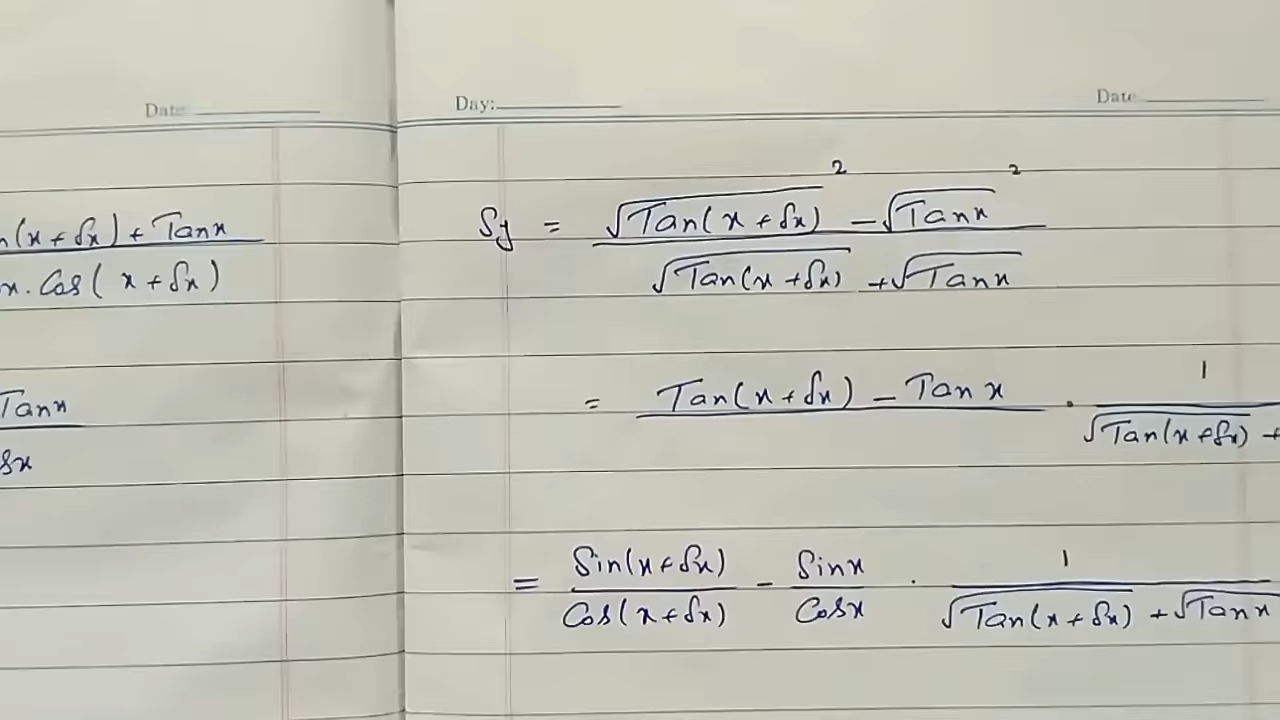 Date
n(x + δx) + Tanx
x. Cos( x + δx)
Tanx
sx
Day:
Date
δy = √Tan(x + δx)² - √Tanx² / √Tan(x + δx) + √Tanx
= Tan(x + δx) - Tan x . 1 / √Tan(x + δx) +
= Sin(x + δx) / Cos(x + δx) - Sinx / Cosx . 1 / √Tan(x + δx) + √Tanx